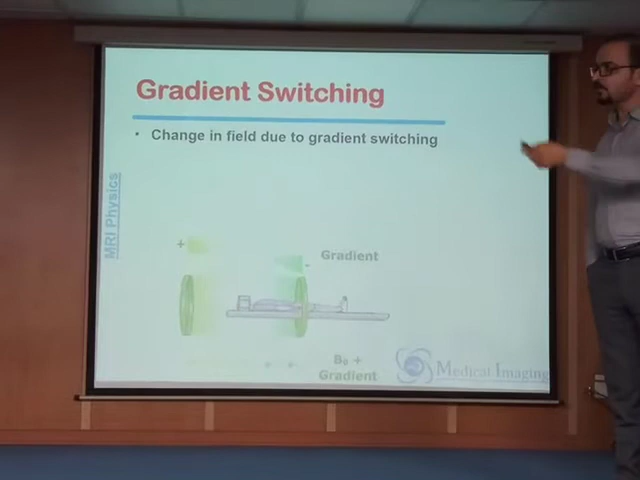 Gradient Switching
• Change in field due to gradient switching
MRI Physics
+
Gradient
-
+ +
B₀ +
Gradient
Medical Imaging